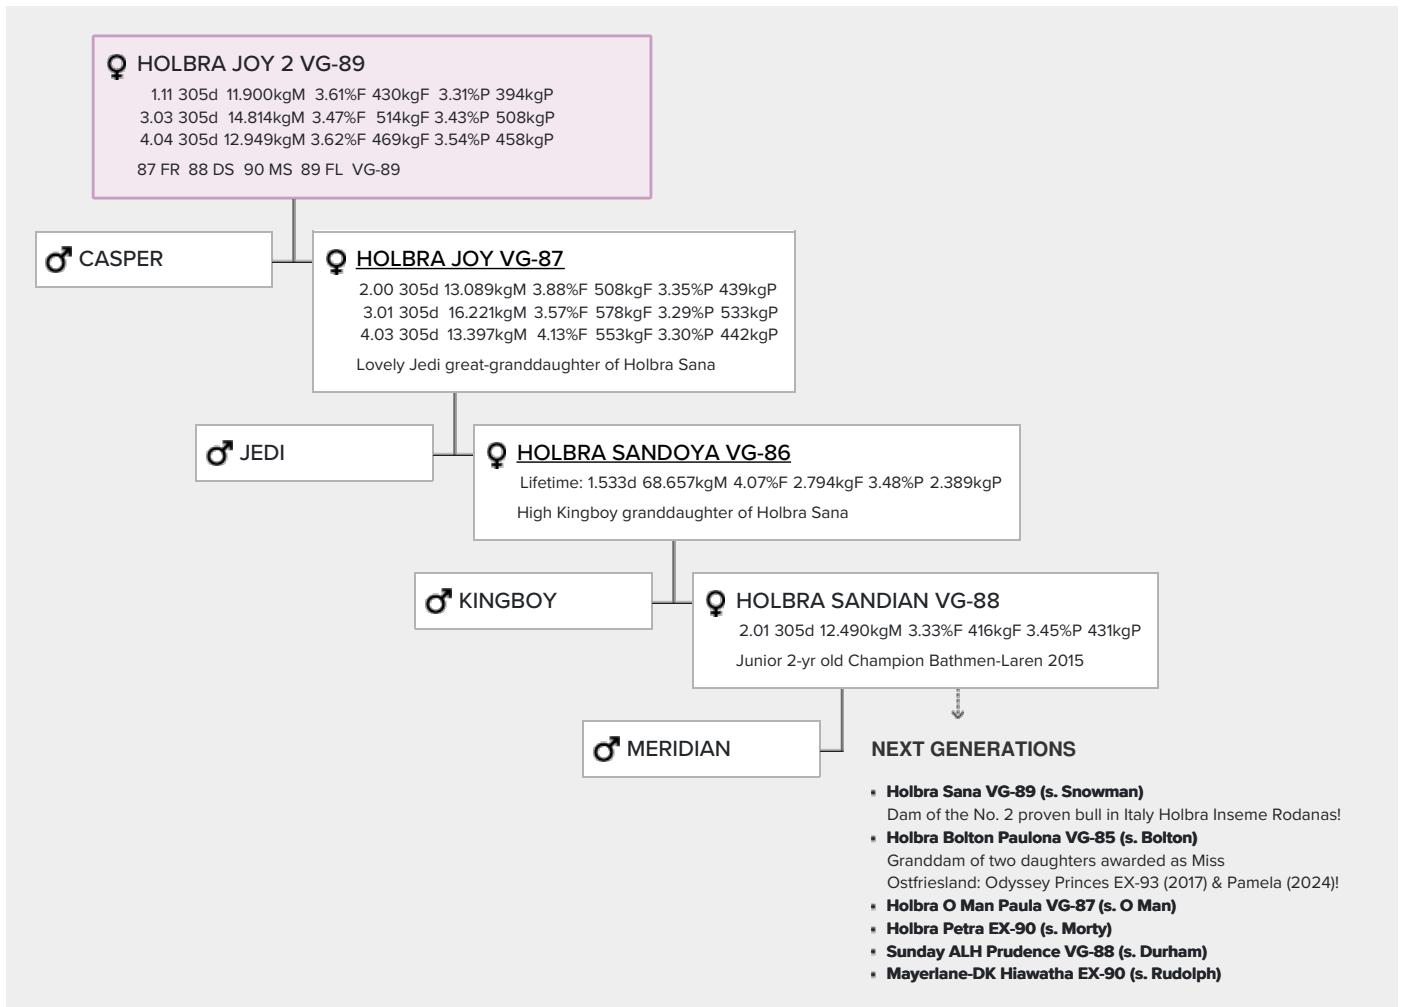 HOLBRA JOY 2 VG-89
1.11 305d 11.900kgM 3.61%F 430kgF 3.31%P 394kgP
3.03 305d 14.814kgM 3.47%F 514kgF 3.43%P 508kgP
4.04 305d 12.949kgM 3.62%F 469kgF 3.54%P 458kgP
87 FR 88 DS 90 MS 89 FL VG-89
CASPER
HOLBRA JOY VG-87
2.00 305d 13.089kgM 3.88%F 508kgF 3.35%P 439kgP
3.01 305d 16.221kgM 3.57%F 578kgF 3.29%P 533kgP
4.03 305d 13.397kgM 4.13%F 553kgF 3.30%P 442kgP
Lovely Jedi great-granddaughter of Holbra Sana
JEDI
HOLBRA SANDOYA VG-86
Lifetime: 1.533d 68.657kgM 4.07%F 2.794kgF 3.48%P 2.389kgP
High Kingboy granddaughter of Holbra Sana
KINGBOY
HOLBRA SANDIAN VG-88
2.01 305d 12.490kgM 3.33%F 416kgF 3.45%P 431kgP
Junior 2-yr old Champion Bathmen-Laren 2015
MERIDIAN
NEXT GENERATIONS
Holbra Sana VG-89 (s. Snowman)
Dam of the No. 2 proven bull in Italy Holbra Inseme Rodanas!
Holbra Bolton Paulona VG-85 (s. Bolton)
Granddam of two daughters awarded as Miss
Ostfriesland: Odyssey Princes EX-93 (2017) & Pamela (2024)!
Holbra O Man Paula VG-87 (s. O Man)
Holbra Petra EX-90 (s. Morty)
Sunday ALH Prudence VG-88 (s. Durham)
Mayerlane-DK Hiawatha EX-90 (s. Rudolph)